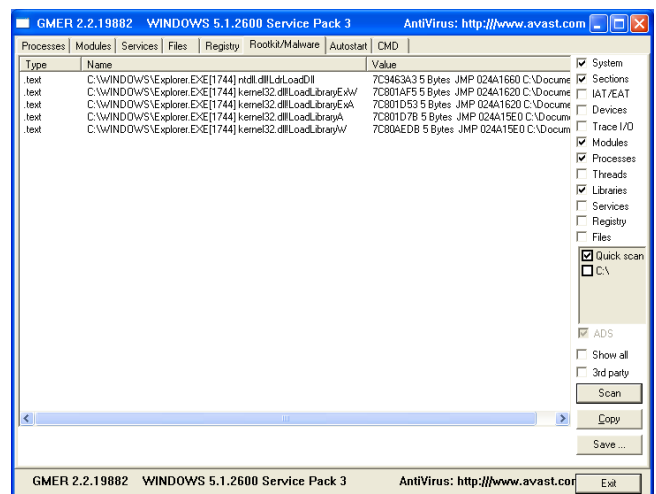 GMER 2.2.19882 WINDOWS 5.1.2600 Service Pack 3 AntiVirus: http:///www.avast.com
Processes Modules Services Files Registry Rootkit/Malware Autostart CMD
Type Name Value
.text C:\WINDOWS\Explorer.EXE[1744] ntdll.dll!LdrLoadDll 7C9463A3 5 Bytes JMP 024A1660 C:\Docume
.text C:\WINDOWS\Explorer.EXE[1744] kernel32.dll!LoadLibraryExW 7C801AF5 5 Bytes JMP 024A1620 C:\Docum
.text C:\WINDOWS\Explorer.EXE[1744] kernel32.dll!LoadLibraryExA 7C801D53 5 Bytes JMP 024A1620 C:\Docum
.text C:\WINDOWS\Explorer.EXE[1744] kernel32.dll!LoadLibraryA 7C801D7B 5 Bytes JMP 024A15E0 C:\Docum
.text C:\WINDOWS\Explorer.EXE[1744] kernel32.dll!LoadLibraryW 7C80AEDB 5 Bytes JMP 024A15E0 C:\Docum
System
Sections
IAT/EAT
Devices
Trace I/O
Modules
Processes
Threads
Libraries
Services
Registry
Files
Quick scan
C:\
ADS
Show all
3rd party
Scan
Copy
Save ...
GMER 2.2.19882 WINDOWS 5.1.2600 Service Pack 3 AntiVirus: http:///www.avast.cor
Exit